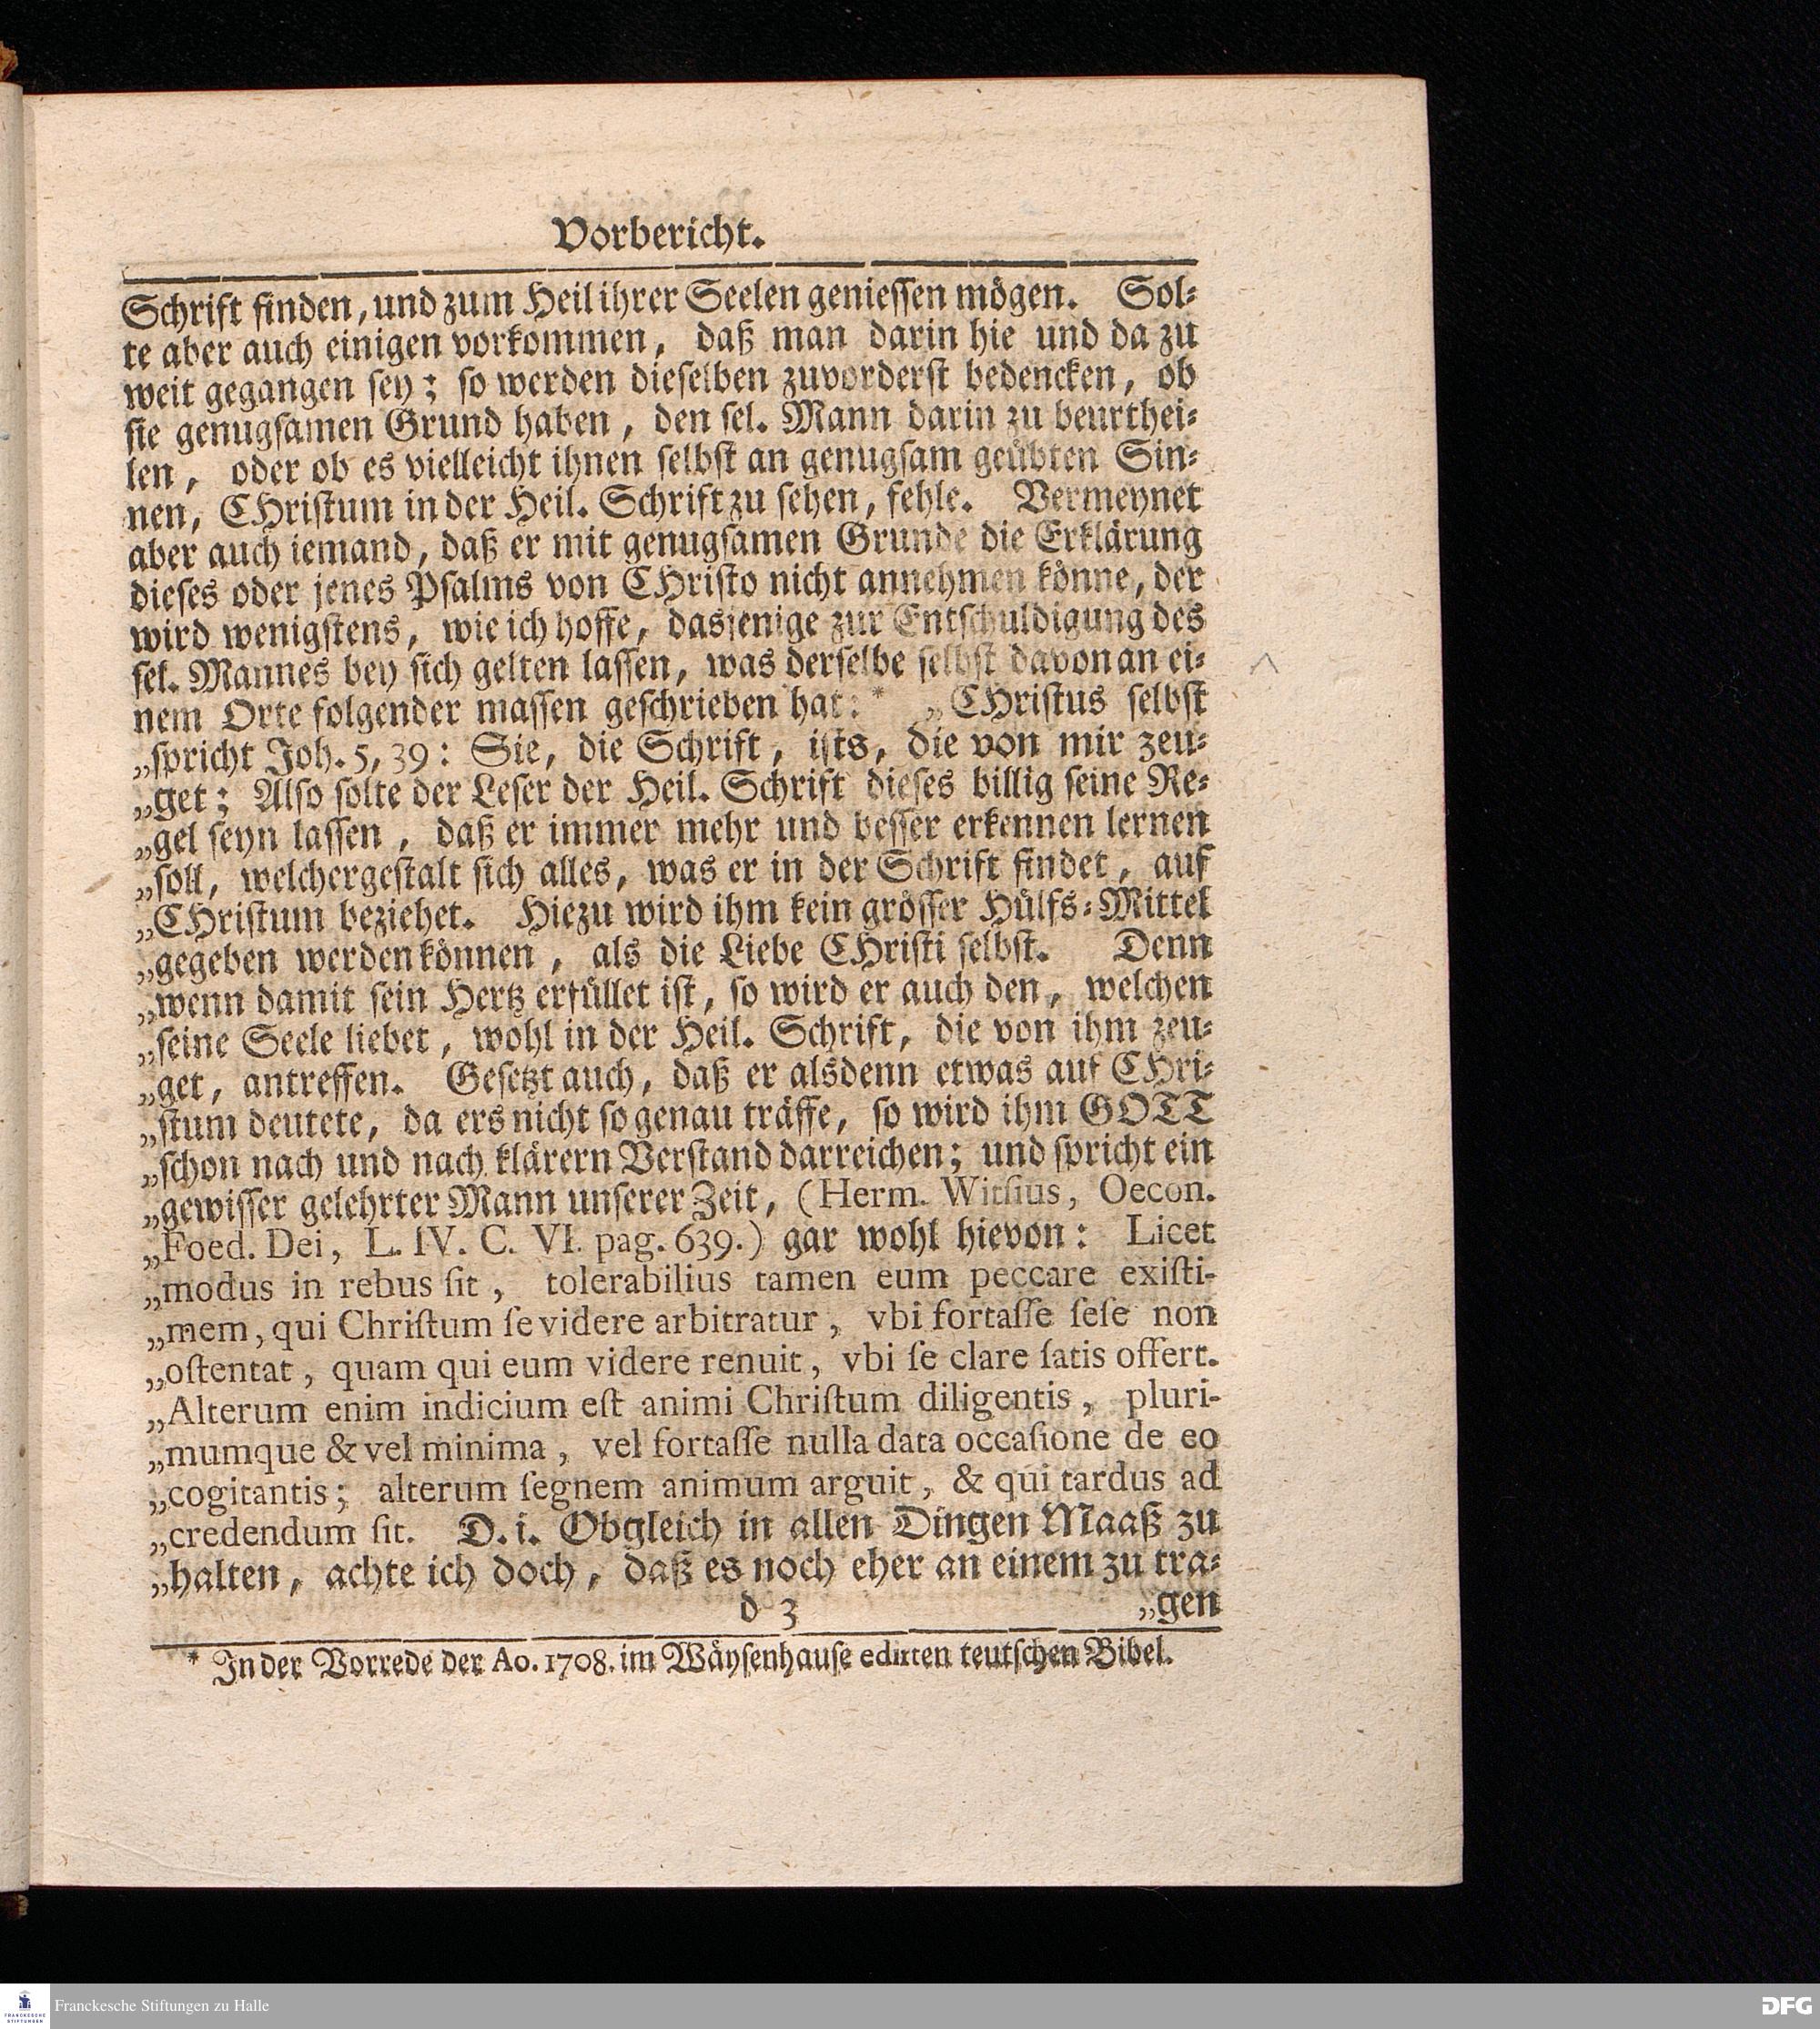 Vorbericht.
Schrift finden, und zum Heil ihrer Seelen geniessen mögen. Sol-
te aber auch einigen vorkommen, daß man darin hie und da zu
weit gegangen sey; so werden dieselben zuvorderst bedencken, ob
sie genugsamen Grund haben, den sel. Mann darin zu beurthei-
len, oder ob es vielleicht ihnen selbst an genugsam geübten Sin-
nen, CHristum in der Heil. Schrift zu sehen, fehle. Vermeynet
aber auch iemand, daß er mit genugsamen Grunde die Erklärung
dieses oder jenes Psalms von CHristo nicht annehmen könne, der
wird wenigstens, wie ich hoffe, dasjenige zur Entschuldigung des
sel. Mannes bey sich gelten lassen, was derselbe selbst davon an ei-
nem Orte folgender massen geschrieben hat: * „CHristus selbst
„spricht Joh. 5, 39: Sie, die Schrift, ists, die von mir zeu-
„get; Also solte der Leser der Heil. Schrift dieses billig seine Re-
„gel seyn lassen, daß er immer mehr und besser erkennen lernen
„soll, welchergestalt sich alles, was er in der Schrift findet, auf
„CHristum beziehet. Hiezu wird ihm kein grösser Hülfs-Mittel
„gegeben werden können, als die Liebe CHristi selbst. Denn
„wenn damit sein Hertz erfüllet ist, so wird er auch den, welchen
„seine Seele liebet, wohl in der Heil. Schrift, die von ihm zeu-
„get, antreffen. Gesetzt auch, daß er alsdenn etwas auf CHri-
„stum deutete, da ers nicht so genau träffe, so wird ihm GOTT
„schon nach und nach klärern Verstand darreichen; und spricht ein
„gewisser gelehrter Mann unserer Zeit, (Herm. Witsius, Oecon.
„Foed. Dei, L. IV. C. VI. pag. 639.) gar wohl hievon: Licet
„modus in rebus ſit, tolerabilius tamen eum peccare exiſti-
„mem, qui Chriſtum ſe videre arbitratur, vbi fortaſſe ſeſe non
„oſtentat, quam qui eum videre renuit, vbi ſe clare ſatis offert.
„Alterum enim indicium eſt animi Chriſtum diligentis, pluri-
„mumque & vel minima, vel fortaſſe nulla data occaſione de eo
„cogitantis; alterum ſegnem animum arguit, & qui tardus ad
„credendum ſit. D. i. Obgleich in allen Dingen Maaß zu
„halten, achte ich doch, daß es noch eher an einem zu tra-
d 3 „gen
* In der Vorrede der Ao. 1708. im Wäysenhause edirten teutschen Bibel.
FRANCKESCHE STIFTUNGEN
Franckesche Stiftungen zu Halle
DFG